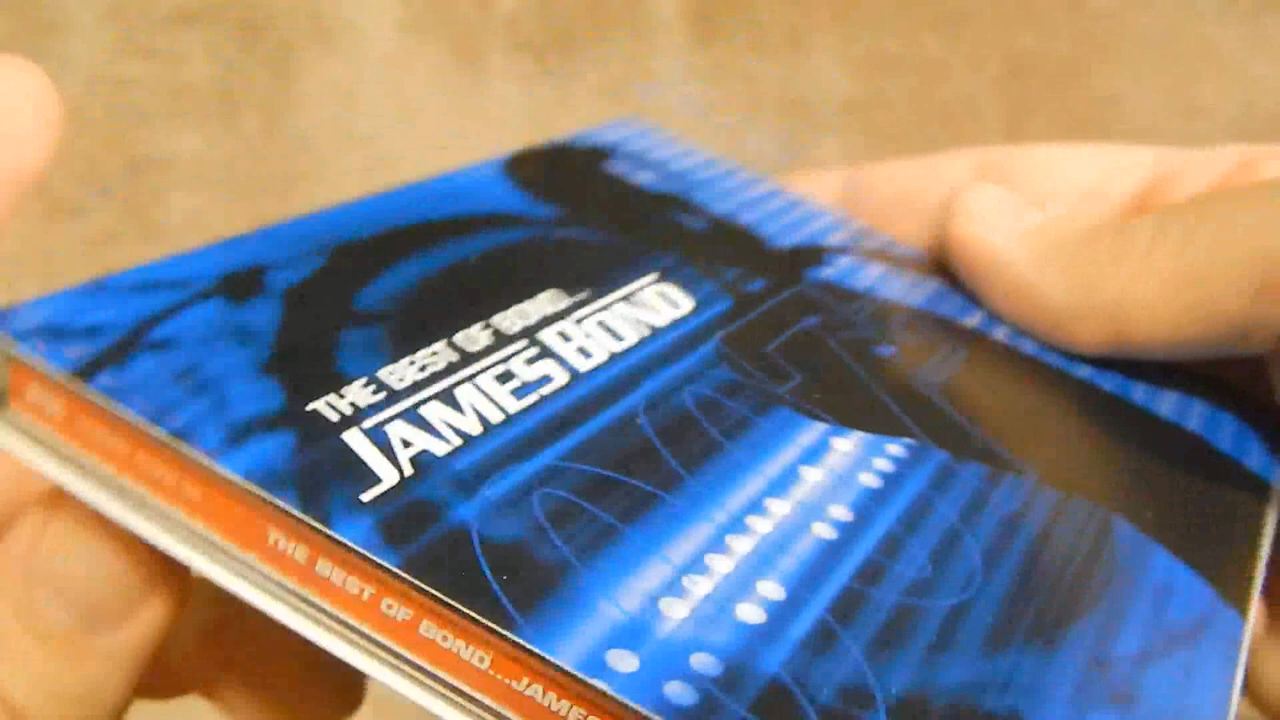 THE BEST OF BOND...
JAMES BOND
THE BEST OF BOND...JAMES